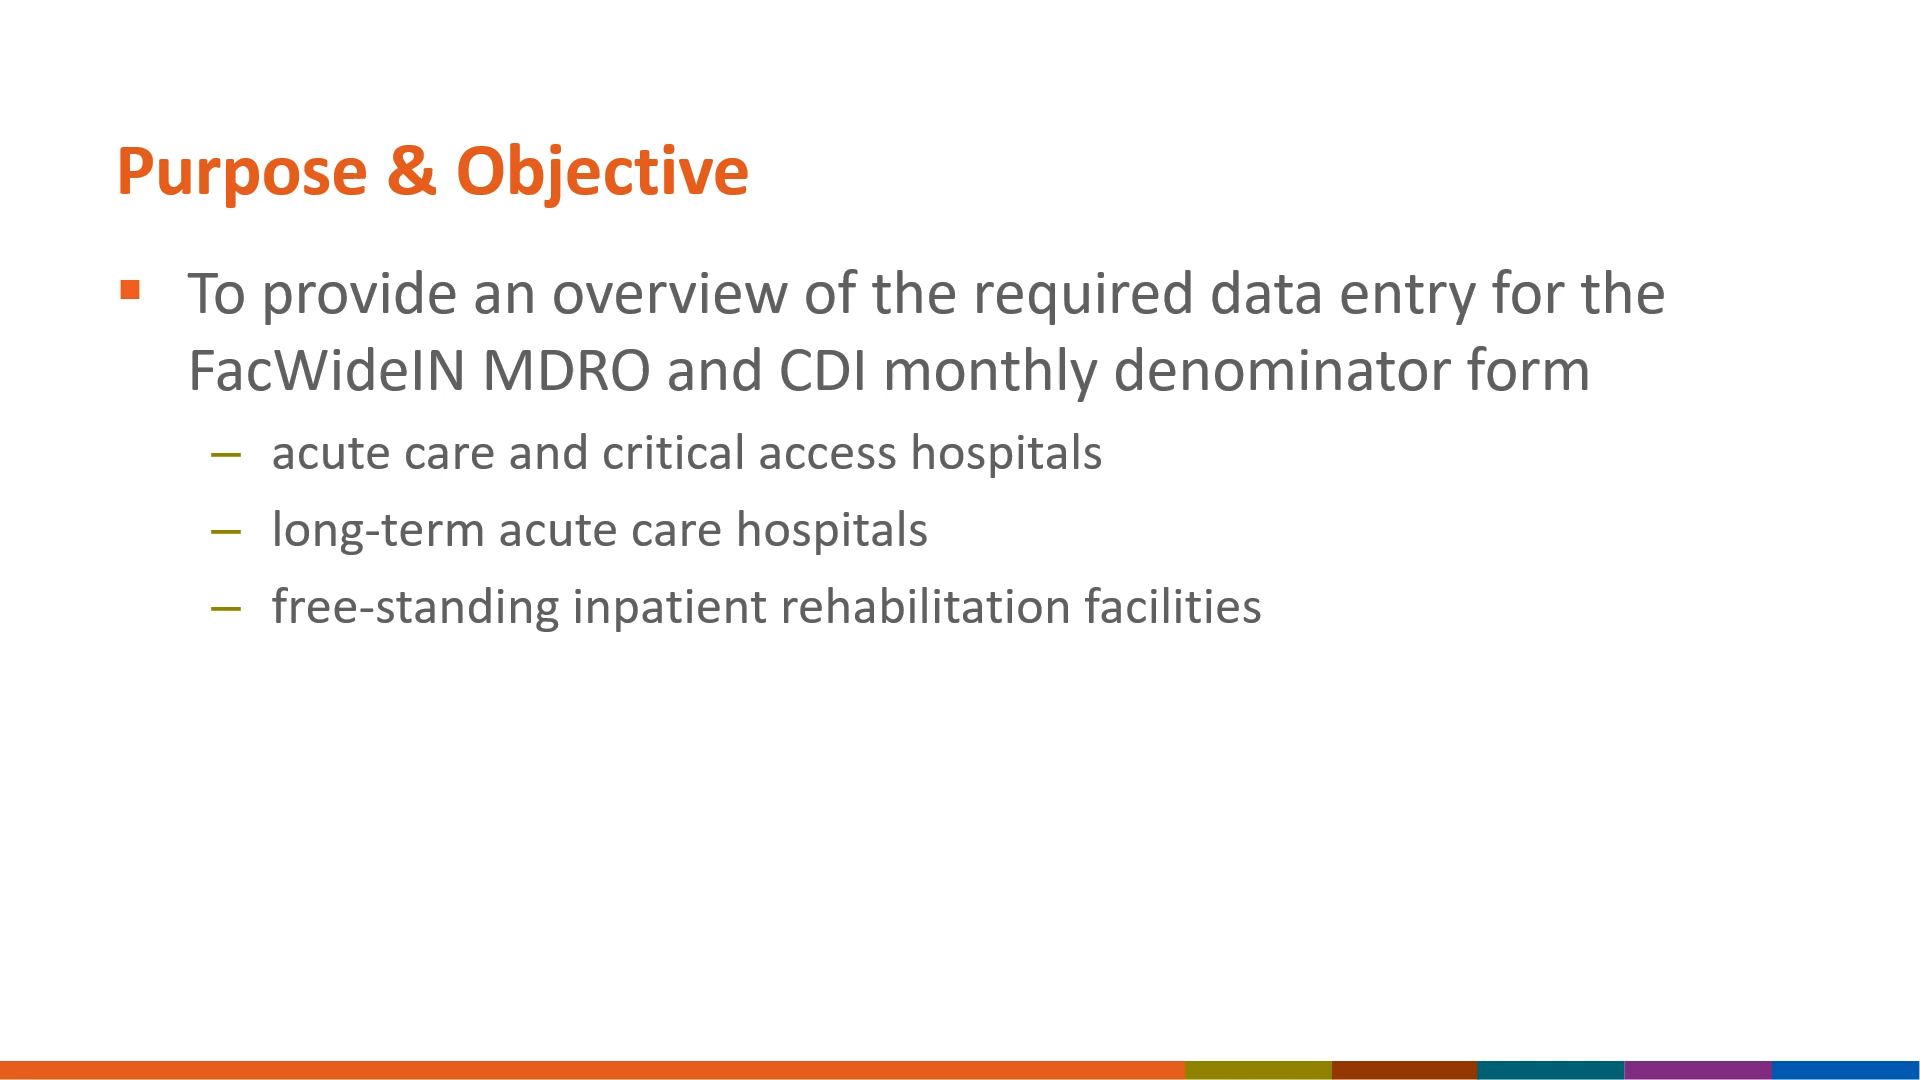 Purpose & Objective
▪ To provide an overview of the required data entry for the
FacWideIN MDRO and CDI monthly denominator form
– acute care and critical access hospitals
– long-term acute care hospitals
– free-standing inpatient rehabilitation facilities